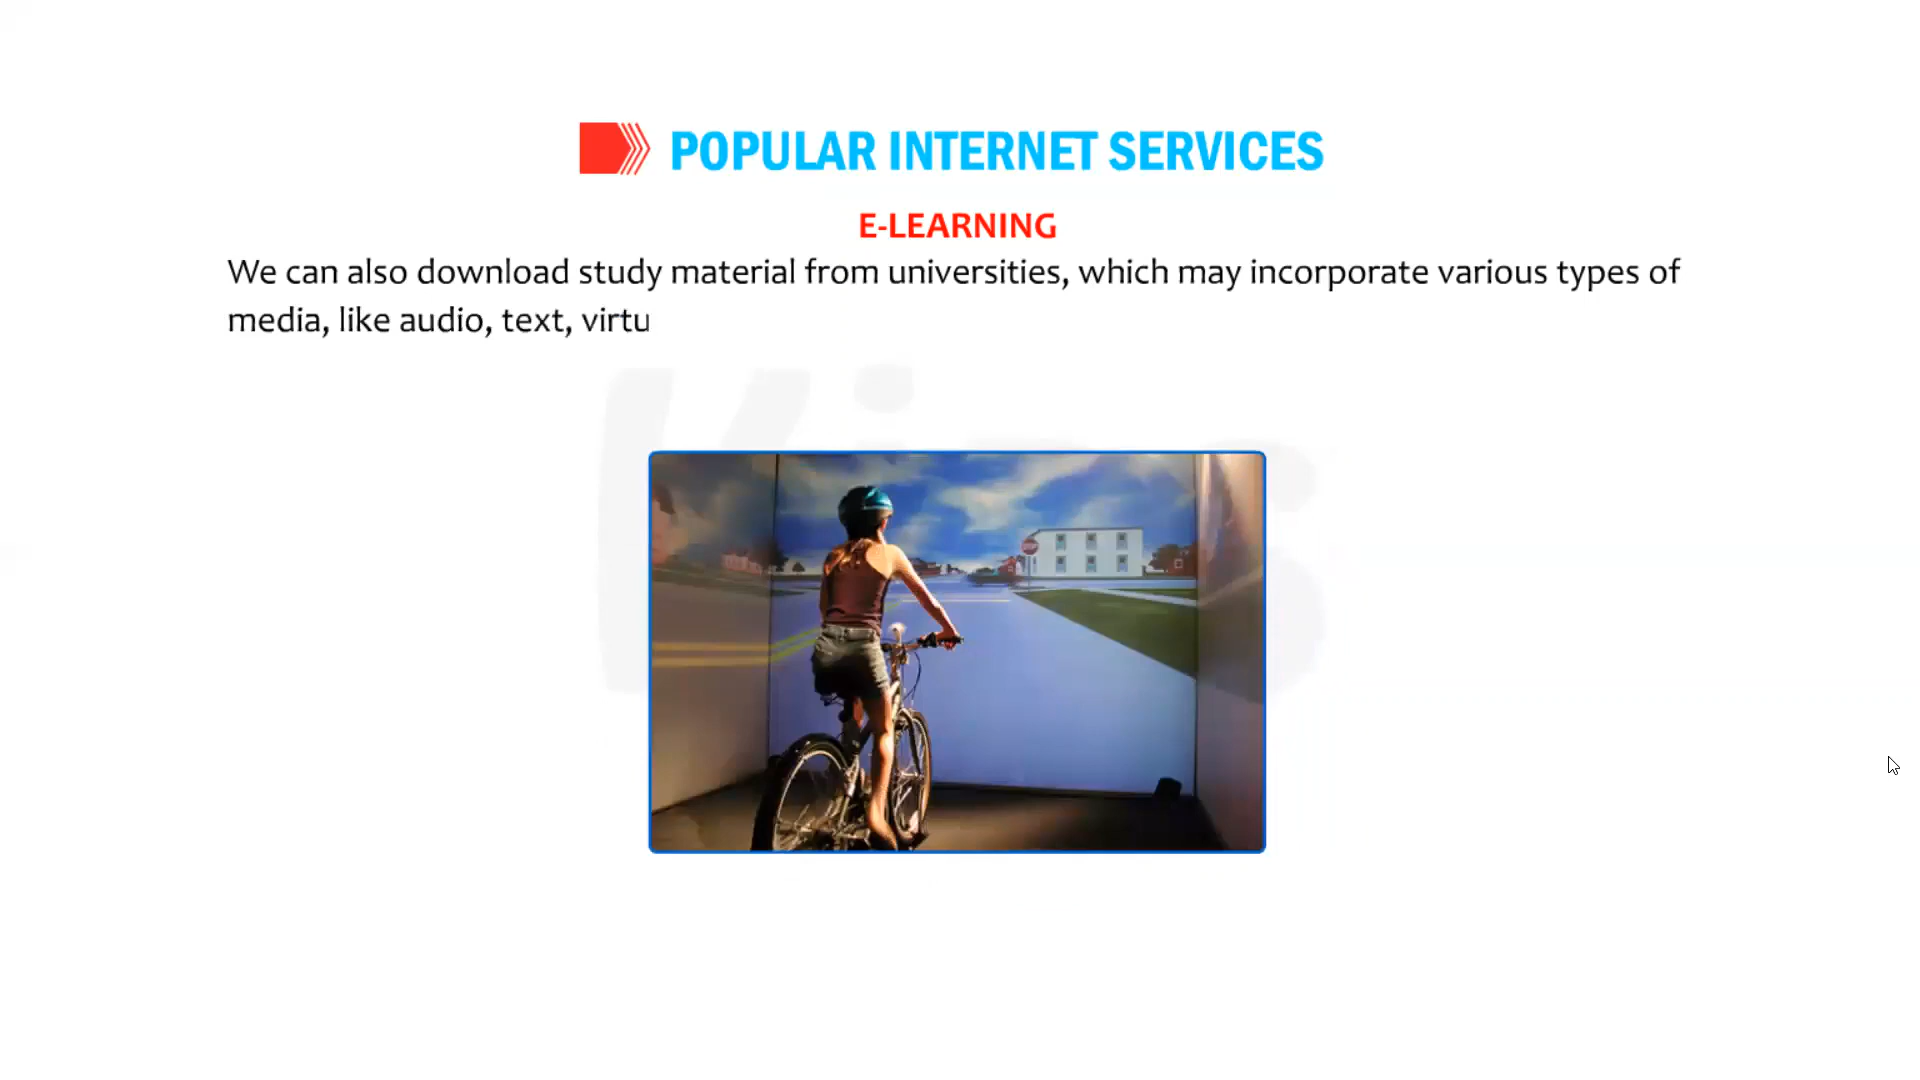 POPULAR INTERNET SERVICES
E-LEARNING
We can also download study material from universities, which may incorporate various types of
media, like audio, text, virtu